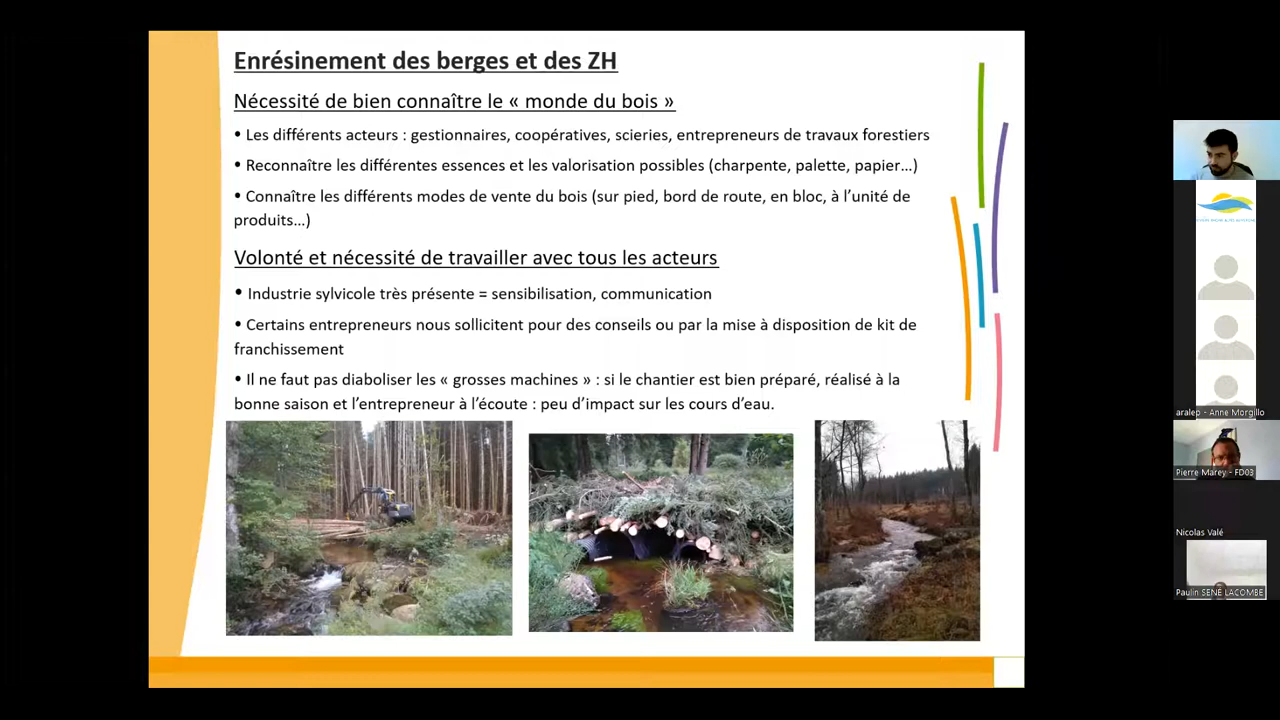 Enrésinement des berges et des ZH
Nécessité de bien connaître le « monde du bois »
• Les différents acteurs : gestionnaires, coopératives, scieries, entrepreneurs de travaux forestiers
• Reconnaître les différentes essences et les valorisation possibles (charpente, palette, papier...)
• Connaître les différents modes de vente du bois (sur pied, bord de route, en bloc, à l'unité de
produits...)
Volonté et nécessité de travailler avec tous les acteurs
• Industrie sylvicole très présente = sensibilisation, communication
• Certains entrepreneurs nous sollicitent pour des conseils ou par la mise à disposition de kit de
franchissement
• Il ne faut pas diaboliser les « grosses machines » : si le chantier est bien préparé, réalisé à la
bonne saison et l'entrepreneur à l'écoute : peu d'impact sur les cours d'eau.
aralep - Anne Morgillo
Pierre Marey - FD03
Nicolas Valé
Paulin SENÉ LACOMBE